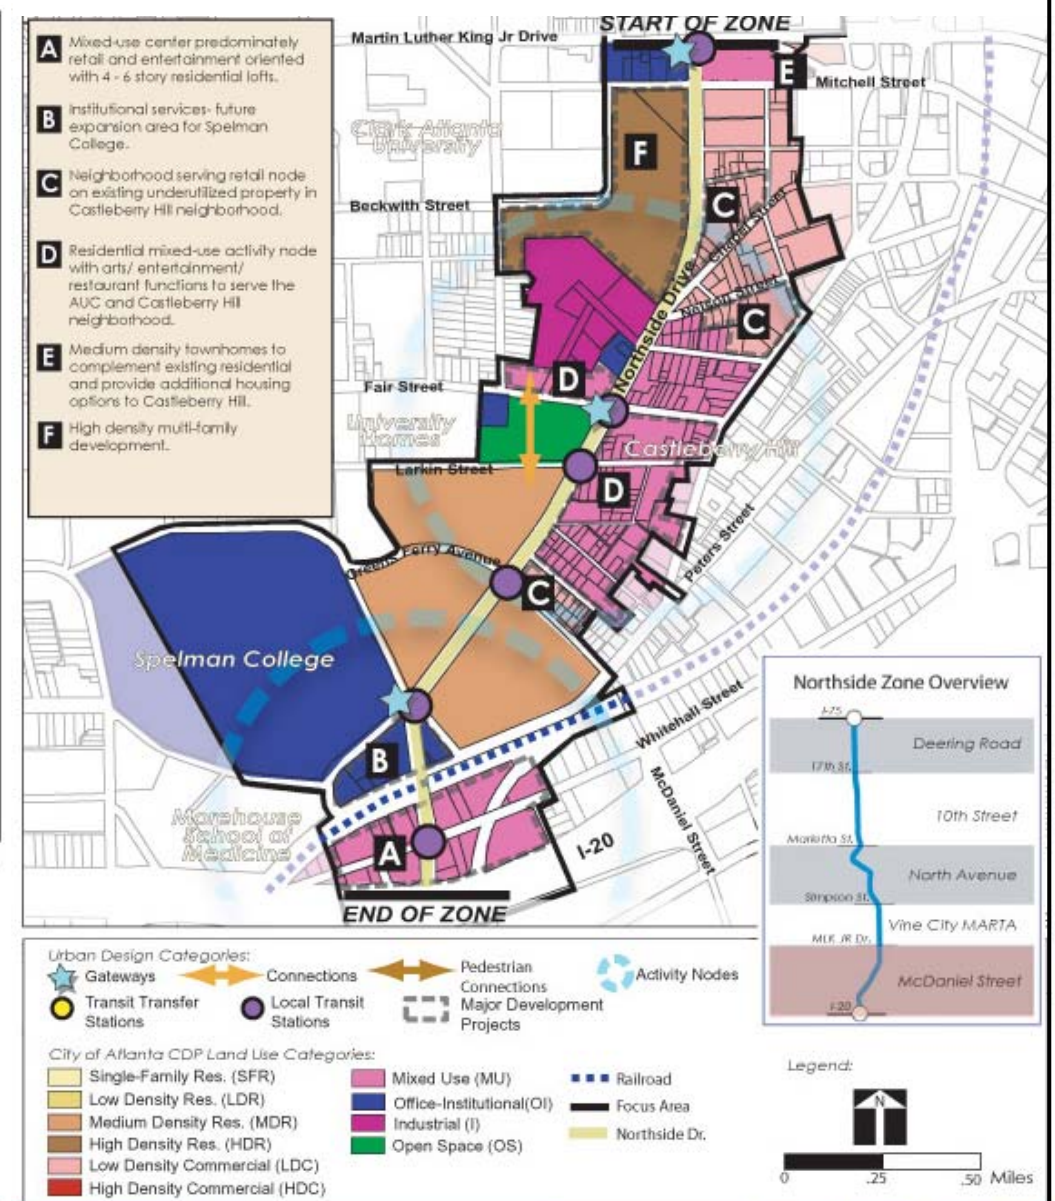 START OF ZONE
Martin Luther King Jr Drive
Mitchell Street
E
A
Mixed-use center predominately
retail and entertainment oriented
with 4 - 6 story residential lofts.
B
Institutional services- future
expansion area for Spelman
College.
C
Neighborhood serving retail node
on existing underutilized property in
Castleberry Hill neighborhood.
D
Residential mixed-use activity node
with arts/ entertainment/
restaurant functions to serve the
AUC and Castleberry Hill
neighborhood.
E
Medium density townhomes to
complement existing residential
and provide additional housing
options to Castleberry Hill.
F
High density multi-family
development.
Clark Atlanta
University
F
Beckwith Street
C
Chapel Street
Nelson Street
C
Northside Drive
Fair Street
D
University
Homes
Castleberry Hill
Larkin Street
D
Peters Street
Greens Ferry Avenue
C
Spelman College
Whitehall Street
B
McDaniel Street
Morehouse
School of
Medicine
A
I-20
END OF ZONE
Northside Zone Overview
I-75
Deering Road
17th St.
10th Street
Marietta St.
North Avenue
Simpson St.
Vine City MARTA
MLK JR Dr.
McDaniel Street
I-20
Urban Design Categories:
Gateways
Connections
Pedestrian
Connections
Activity Nodes
Transit Transfer
Stations
Local Transit
Stations
Major Development
Projects
City of Atlanta CDP Land Use Categories:
Single-Family Res. (SFR)
Low Density Res. (LDR)
Medium Density Res. (MDR)
High Density Res. (HDR)
Low Density Commercial (LDC)
High Density Commercial (HDC)
Mixed Use (MU)
Office-Institutional(OI)
Industrial (I)
Open Space (OS)
Railroad
Focus Area
Northside Dr.
Legend:
N
0 .25 .50 Miles